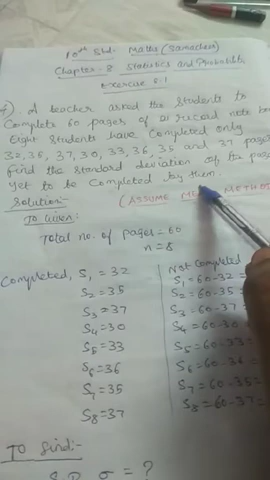 10th Std: Maths (Samacheer)
Chapter: 8 Statistics and Probability
Exercise 8.1
A teacher asked the Students to
Complete 60 pages of a record note
Eight Students have Completed only
32, 35, 37, 30, 33, 36, 35 and 37 pages
find the standard deviation of the pages
Yet to be Completed by them.
Solution:- (ASSUME METHOD
To Given:
Total no. of pages = 60
n = 8
Completed, S1 = 32
S2 = 35
S3 = 37
S4 = 30
S5 = 33
S6 = 36
S7 = 35
S8 = 37
Not Completed
S1 = 60-32 =
S2 = 60-35 =
S3 = 60-37
S4 = 60-30
S5 = 60-33 =
S6 = 60-36 =
S7 = 60-35 =
S8 = 60-37 =
To find:-
S.D σ = ?